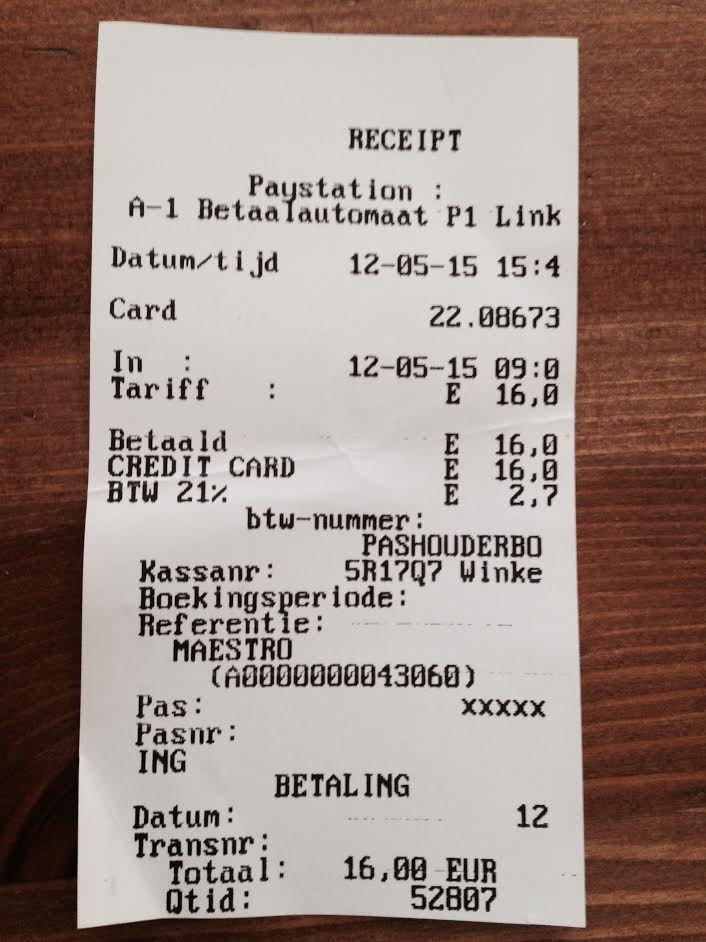 RECEIPT
Paystation :
A-1 Betaalautomaat P1 Link
Datum/tijd 12-05-15 15:4
Card 22.08673
In : 12-05-15 09:0
Tariff : E 16,0
Betaald E 16,0
CREDIT CARD E 16,0
BTW 21% E 2,7
btw-nummer:
PASHOUDERBO
Kassanr: 5R17Q7 Winke
Boekingsperiode:
Referentie:
MAESTRO
(A0000000043060)
Pas: xxxxx
Pasnr:
ING
BETALING
Datum: 12
Transnr:
Totaal: 16,00 EUR
Qtid: 52807